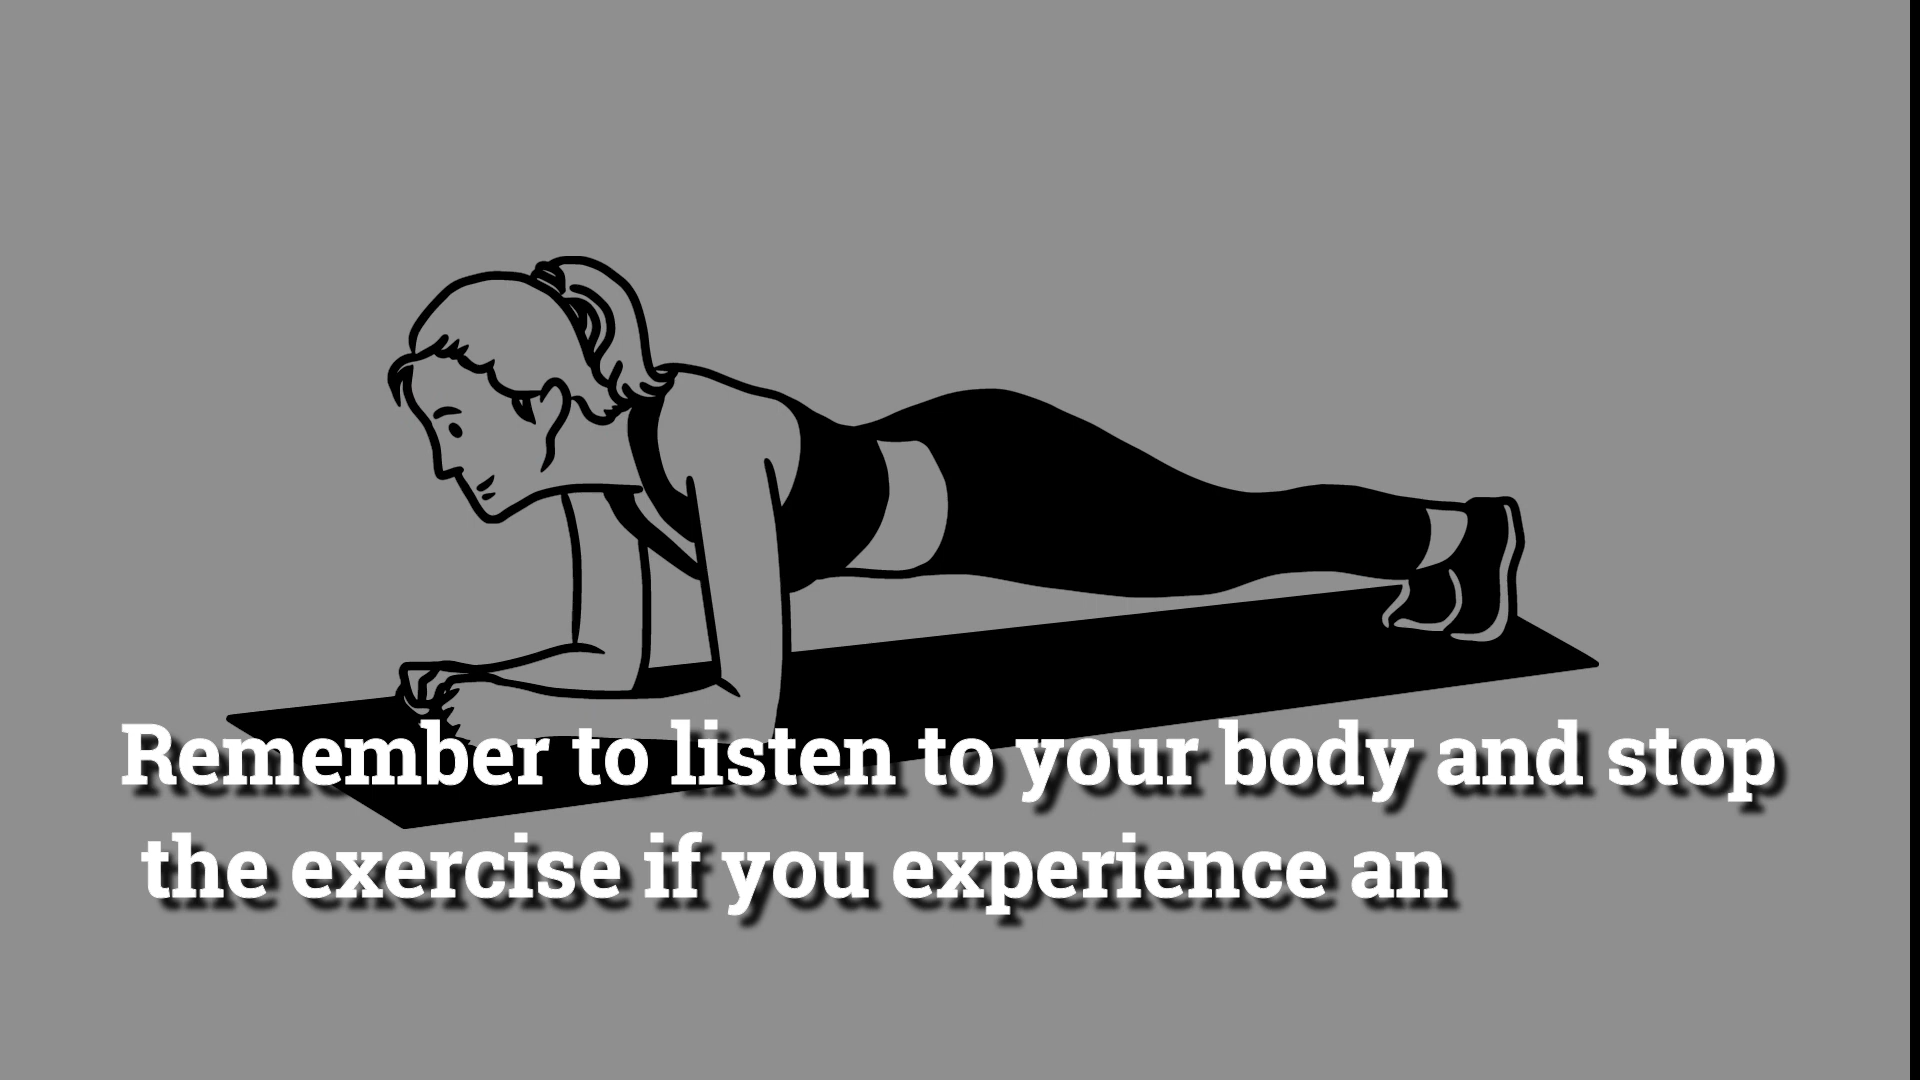 Remember to listen to your body and stop
the exercise if you experience an